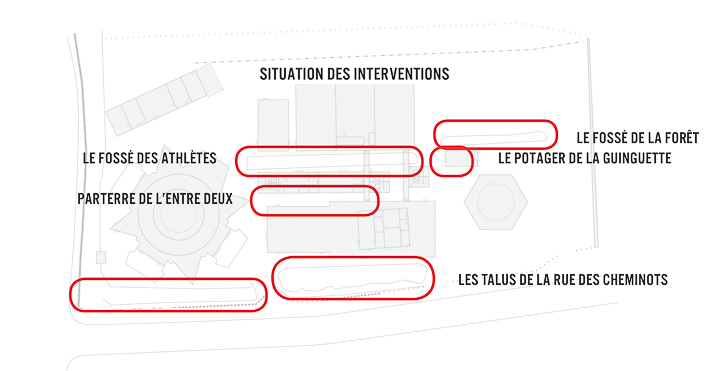 SITUATION DES INTERVENTIONS
LE FOSSÉ DE LA FORÊT
LE FOSSÉ DES ATHLÈTES
LE POTAGER DE LA GUINGUETTE
PARTERRE DE L'ENTRE DEUX
LES TALUS DE LA RUE DES CHEMINOTS